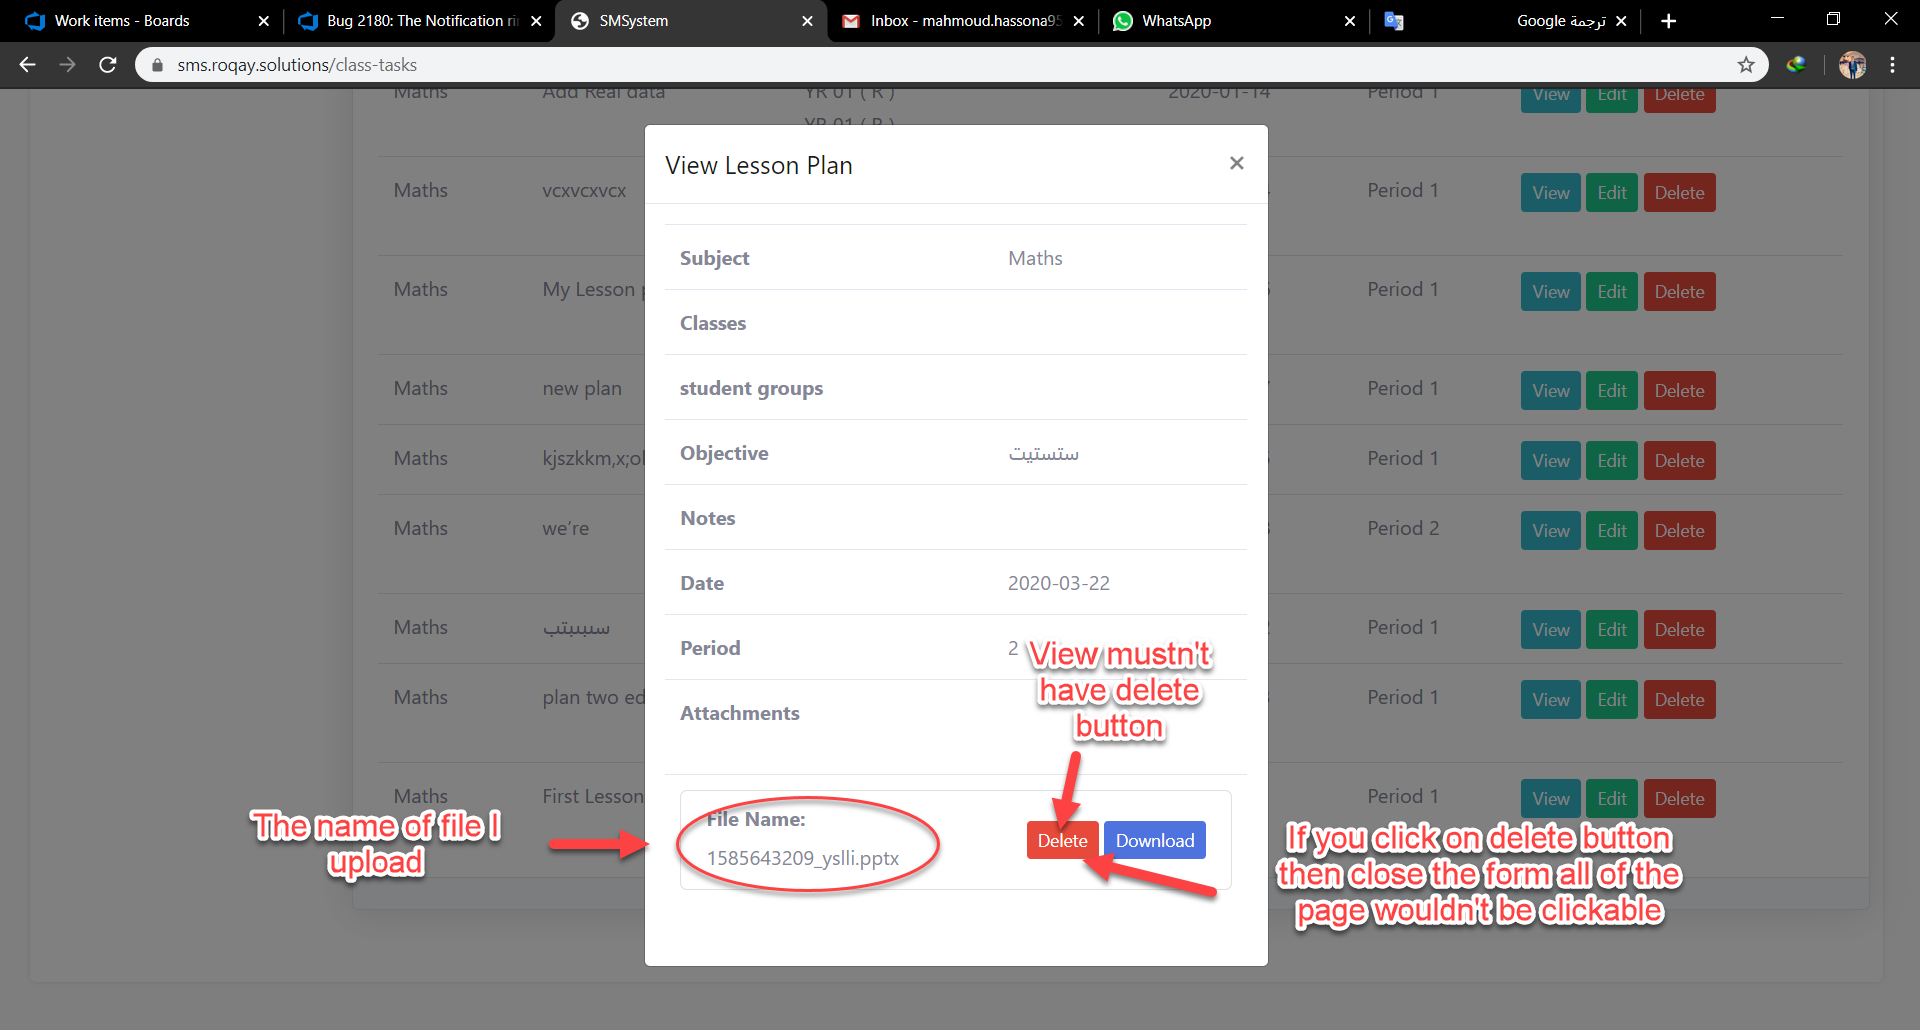 Work items - Boards
Bug 2180: The Notification ri
SMSystem
Inbox - mahmoud.hassona95
WhatsApp
ترجمة Google
sms.roqay.solutions/class-tasks
Maths Add Real data YR 01 ( R ) 2020-01-14 Period 1 View Edit Delete
YR 01 ( R )
View Lesson Plan
Maths vcxvcxvcx Period 1 View Edit Delete
Subject Maths
Maths My Lesson p Period 1 View Edit Delete
Classes
Maths new plan Period 1 View Edit Delete
student groups
Maths kjszkkm,x;ol Period 1 View Edit Delete
Objective ستستيت
Maths we're Period 2 View Edit Delete
Notes
Date 2020-03-22
Maths سىبىبتب Period 1 View Edit Delete
Period 2
Maths plan two ed Period 1 View Edit Delete
Attachments
View mustn't
have delete
button
Maths First Lesson Period 1 View Edit Delete
The name of file I
upload
File Name:
1585643209_yslli.pptx
Delete Download
If you click on delete button
then close the form all of the
page wouldn't be clickable